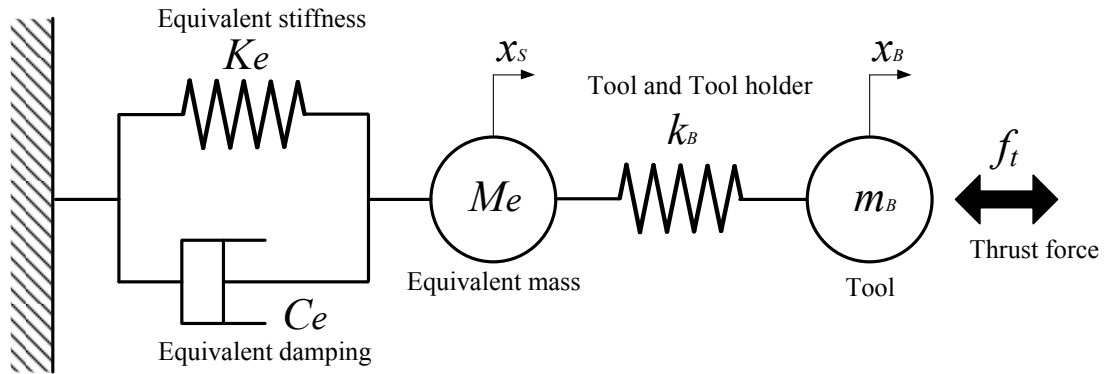 Equivalent stiffness
Ke
xS
xB
Tool and Tool holder
kB
ft
Me
mB
Thrust force
Equivalent mass
Tool
Ce
Equivalent damping